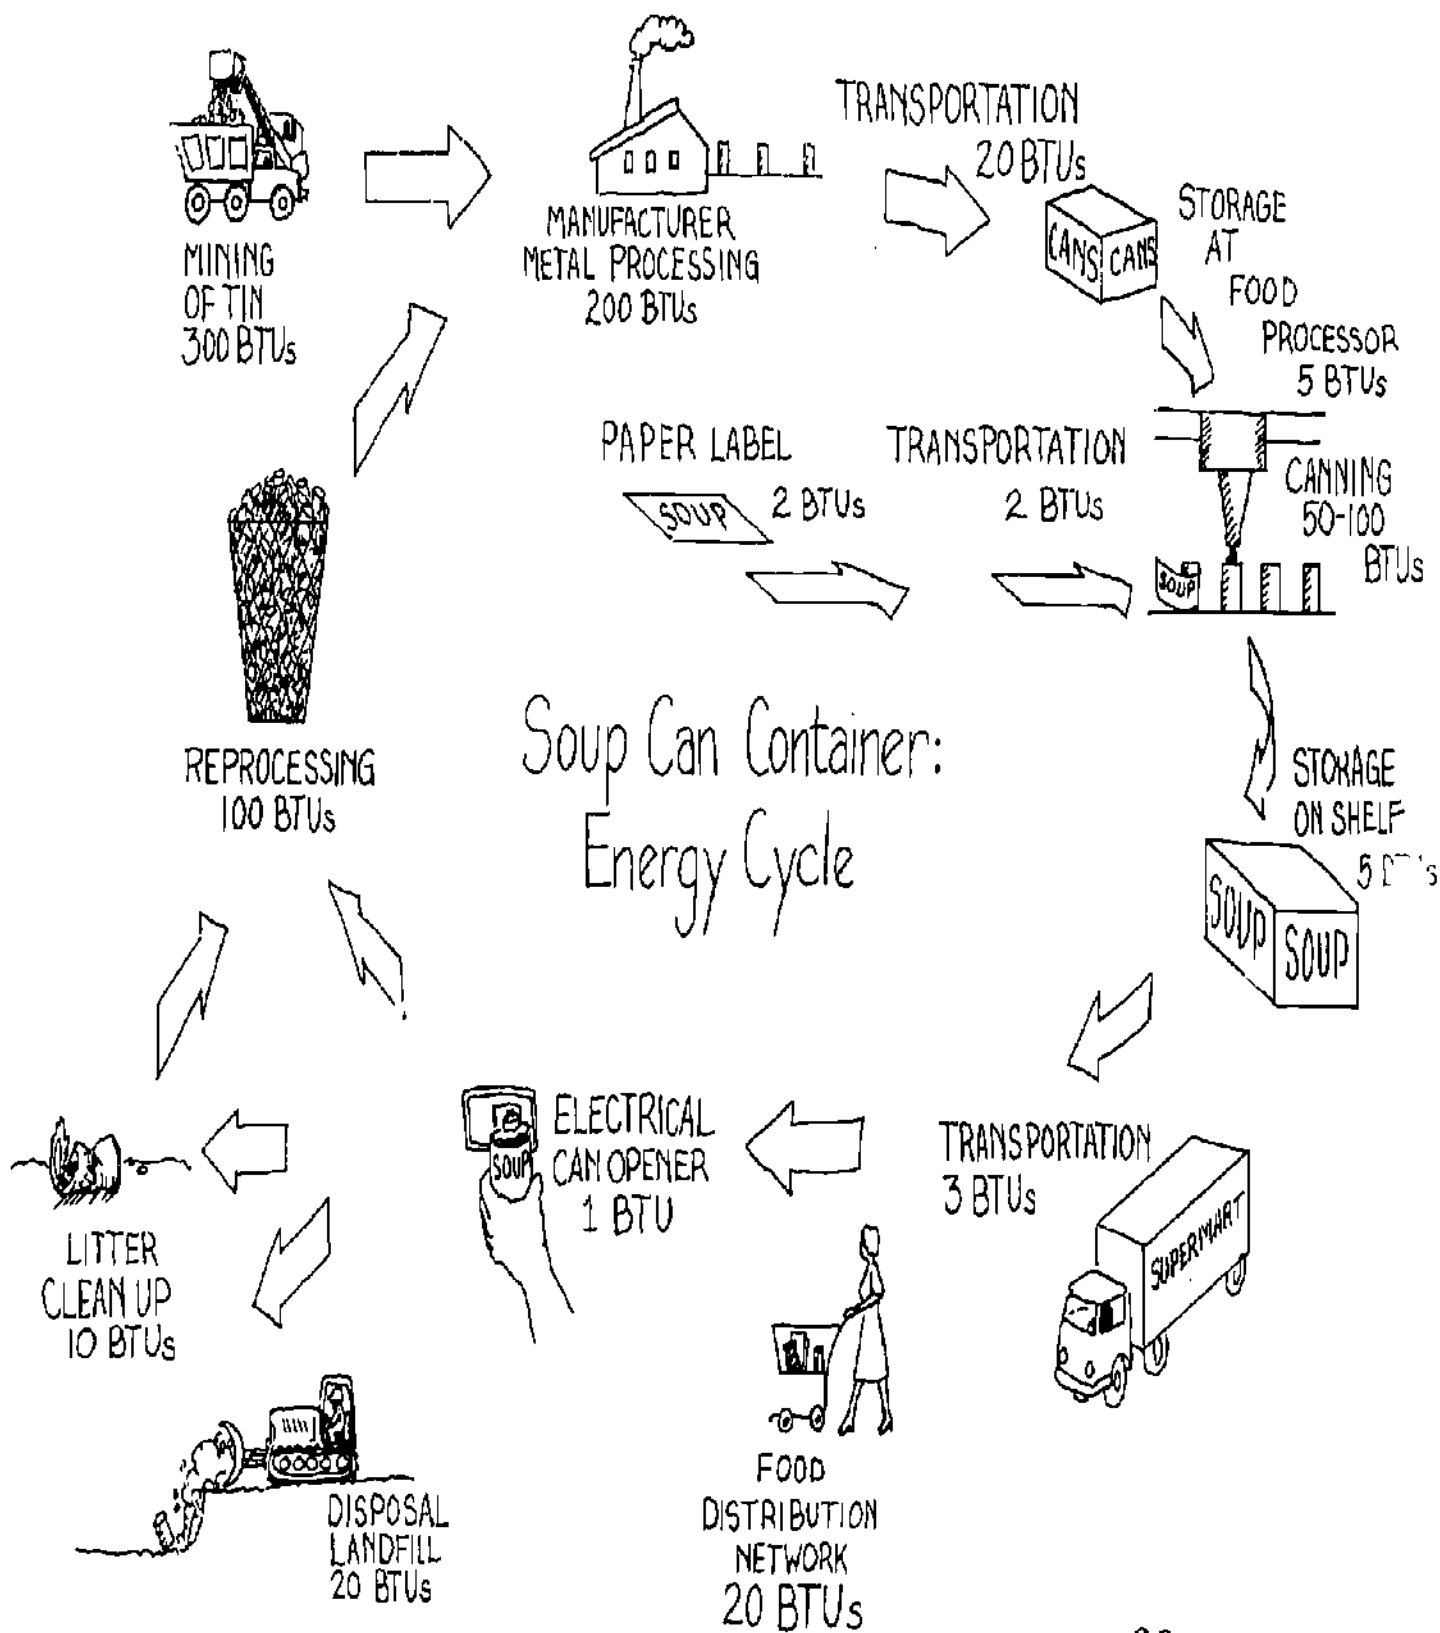 MINING
OF TIN
300 BTUs
MANUFACTURER
METAL PROCESSING
200 BTUs
TRANSPORTATION
20 BTUs
CANS CANS
STORAGE
AT
FOOD
PROCESSOR
5 BTUs
PAPER LABEL
SOUP
2 BTUs
TRANSPORTATION
2 BTUs
CANNING
50-100
BTUs
SOUP
REPROCESSING
100 BTUs
Soup Can Container:
Energy Cycle
STORAGE
ON SHELF
5
SOUP SOUP
TRANSPORTATION
3 BTUs
SUPERMART
ELECTRICAL
CAN OPENER
1 BTU
SOUP
LITTER
CLEAN UP
10 BTUs
DISPOSAL
LANDFILL
20 BTUs
FOOD
DISTRIBUTION
NETWORK
20 BTUs